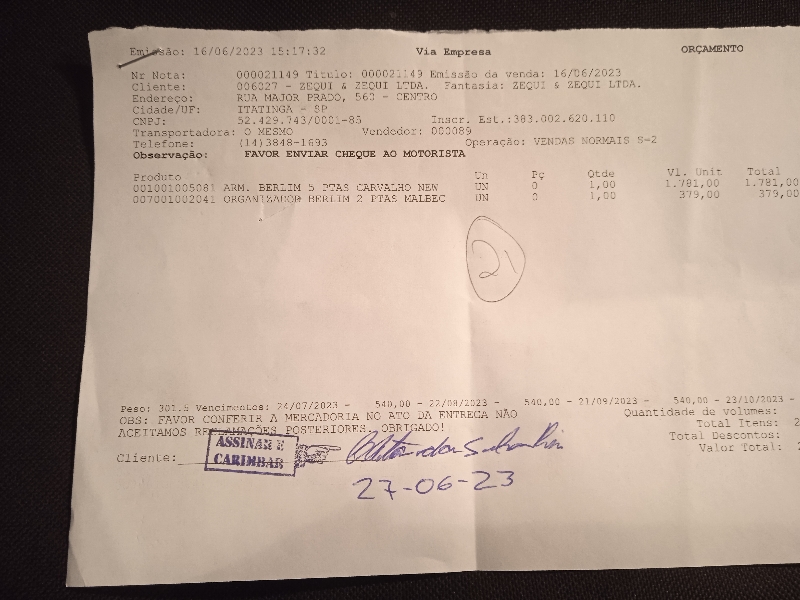 Emissão: 16/06/2023 15:17:32 Via Empresa ORÇAMENTO
Nr Nota: 000021149 Titulo: 000021149 Emissão da venda: 16/06/2023
Cliente: 006027 - ZEQUI & ZEQUI LTDA. Fantasia: ZEQUI & ZEQUI LTDA.
Endereço: RUA MAJOR PRADO, 560 - CENTRO
Cidade/UF: ITATINGA - SP
CNPJ: 52.429.743/0001-85 Inscr. Est.:383.002.620.110
Transportadora: O MESMO Vendedor: 000089
Telefone: (14)3848-1693 Operação: VENDAS NORMAIS S-2
Observação: FAVOR ENVIAR CHEQUE AO MOTORISTA
Produto Un Pç Qtde Vl. Unit Total
001001005081 ARM. BERLIM 5 PTAS CARVALHO NEW UN 0 1,00 1.781,00 1.781,00
007001002041 ORGANIZADOR BERLIM 2 PTAS MALBEC UN 0 1,00 379,00 379,00
21
Peso: 301.5 Vencimentos: 24/07/2023 - 540,00 - 22/08/2023 - 540,00 - 21/09/2023 - 540,00 - 23/10/2023 -
OBS: FAVOR CONFERIR A MERCADORIA NO ATO DA ENTREGA NÃO Quantidade de volumes:
ACEITAMOS RECLAMAÇÕES POSTERIORES. OBRIGADO! Total Itens: 2
Total Descontos:
Valor Total: 2
Cliente:
ASSINAR E
CARIMBAR
27-06-23